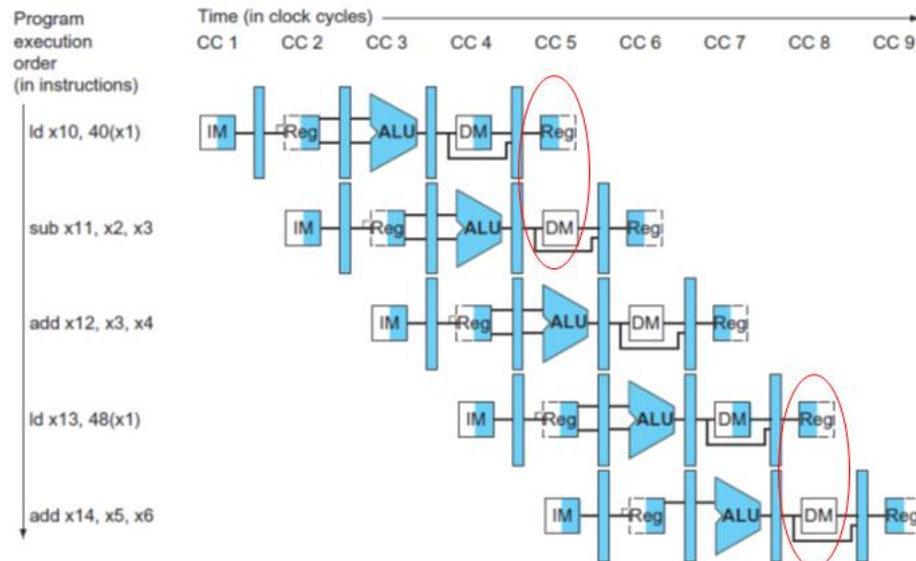 Program
execution
order
(in instructions)
Time (in clock cycles)
CC 1 CC 2 CC 3 CC 4 CC 5 CC 6 CC 7 CC 8 CC 9
ld x10, 40(x1)
IM Reg ALU DM Reg
sub x11, x2, x3
IM Reg ALU DM Reg
add x12, x3, x4
IM Reg ALU DM Reg
ld x13, 48(x1)
IM Reg ALU DM Reg
add x14, x5, x6
IM Reg ALU DM Reg